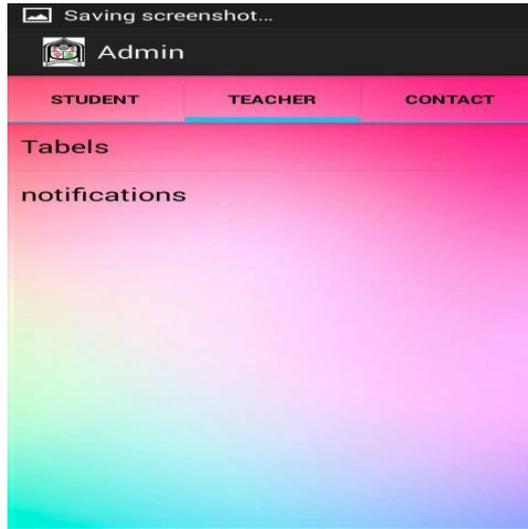 Saving screenshot...
Admin
STUDENT TEACHER CONTACT
Tabels
notifications